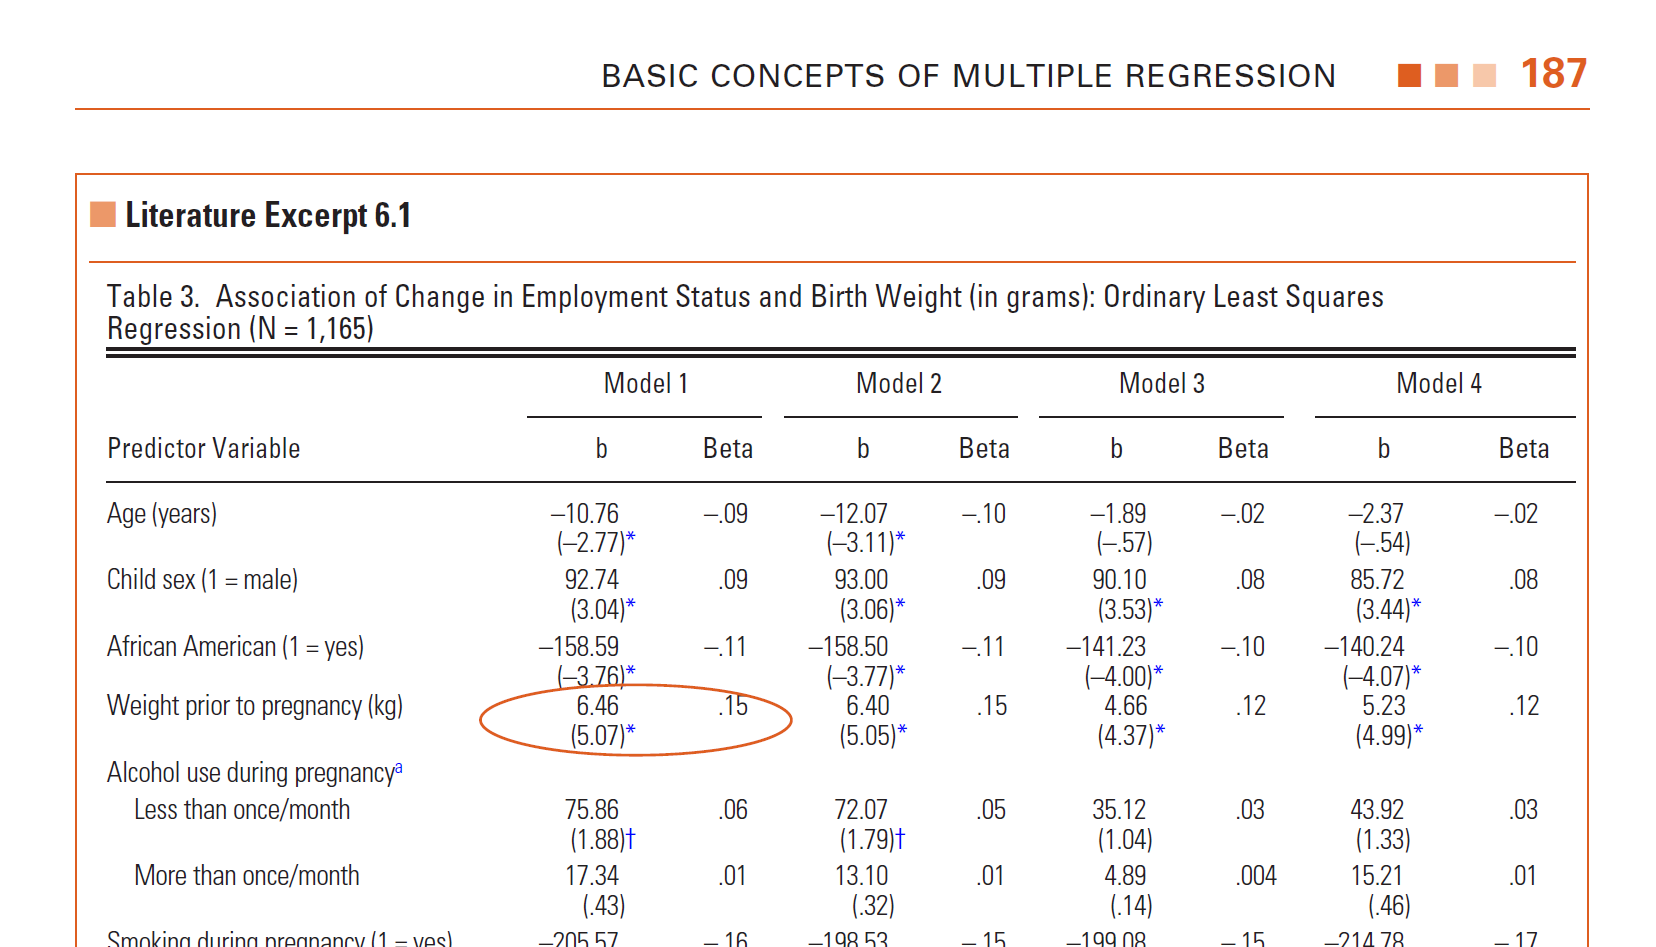 BASIC CONCEPTS OF MULTIPLE REGRESSION 187
Literature Excerpt 6.1
Table 3. Association of Change in Employment Status and Birth Weight (in grams): Ordinary Least Squares
Regression (N = 1,165)
Model 1 Model 2 Model 3 Model 4
Predictor Variable b Beta b Beta b Beta b Beta
Age (years) –10.76 –.09 –12.07 –.10 –1.89 –.02 –2.37 –.02
(–2.77)* (–3.11)* (–.57) (–.54)
Child sex (1 = male) 92.74 .09 93.00 .09 90.10 .08 85.72 .08
(3.04)* (3.06)* (3.53)* (3.44)*
African American (1 = yes) –158.59 –.11 –158.50 –.11 –141.23 –.10 –140.24 –.10
(–3.76)* (–3.77)* (–4.00)* (–4.07)*
Weight prior to pregnancy (kg) 6.46 .15 6.40 .15 4.66 .12 5.23 .12
(5.07)* (5.05)* (4.37)* (4.99)*
Alcohol use during pregnancyᵃ
Less than once/month 75.86 .06 72.07 .05 35.12 .03 43.92 .03
(1.88)† (1.79)† (1.04) (1.33)
More than once/month 17.34 .01 13.10 .01 4.89 .004 15.21 .01
(.43) (.32) (.14) (.46)
Smoking during pregnancy (1 = yes) –205.57 –.16 –198.53 –.15 –199.08 –.15 –214.78 –.17